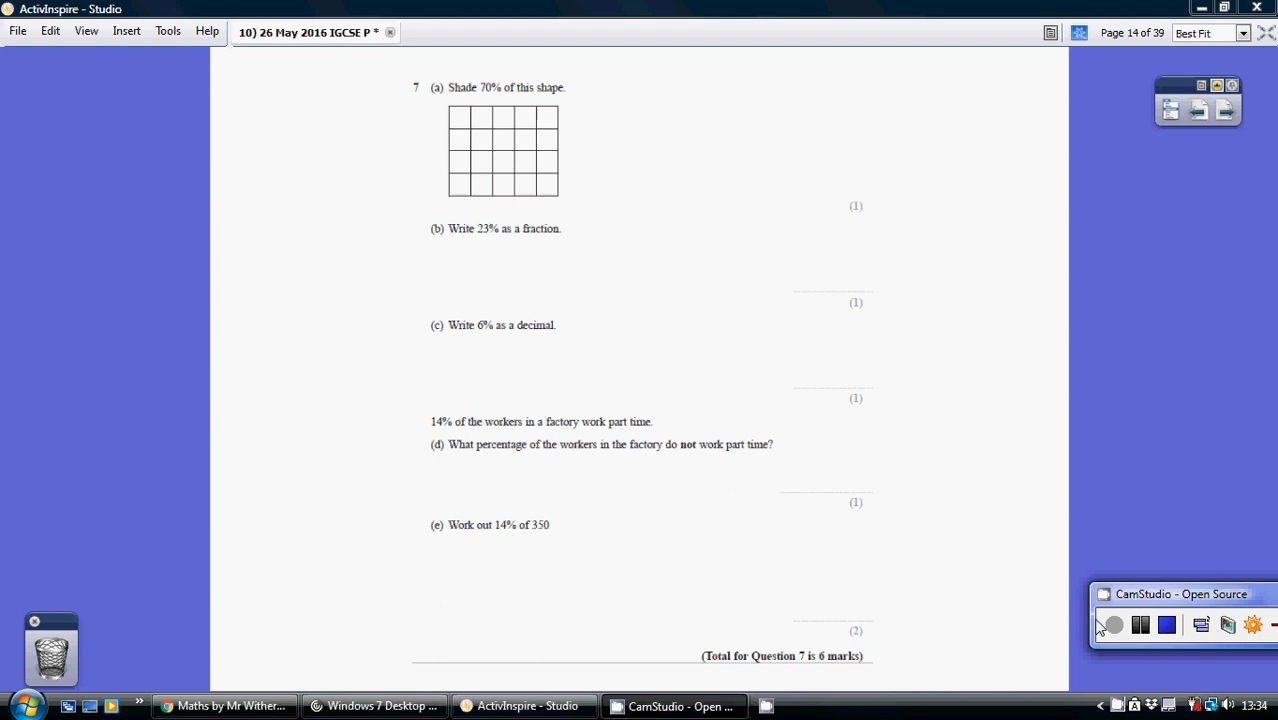 ActivInspire - Studio
File Edit View Insert Tools Help
10) 26 May 2016 IGCSE P *
Page 14 of 39
Best Fit
7 (a) Shade 70% of this shape.
(1)
(b) Write 23% as a fraction.
(1)
(c) Write 6% as a decimal.
(1)
14% of the workers in a factory work part time.
(d) What percentage of the workers in the factory do not work part time?
(1)
(e) Work out 14% of 350
(2)
(Total for Question 7 is 6 marks)
CamStudio - Open Source
Maths by Mr Wither...
Windows 7 Desktop ...
ActivInspire - Studio
CamStudio - Open ...
13:34